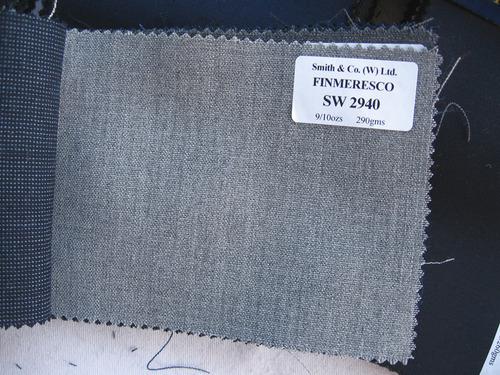 Smith & Co. (W) Ltd.
FINMERESCO
SW 2940
9/10ozs 290gms